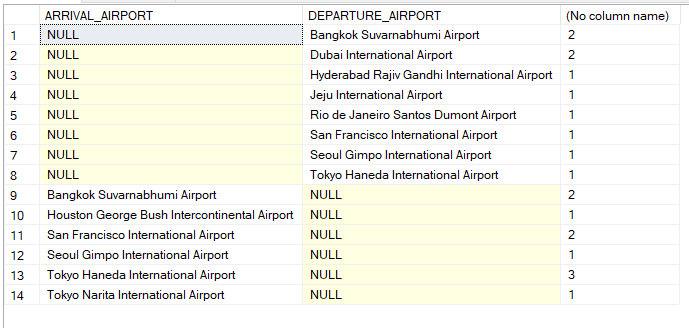 ARRIVAL_AIRPORT DEPARTURE_AIRPORT (No column name)
1 NULL Bangkok Suvarnabhumi Airport 2
2 NULL Dubai International Airport 2
3 NULL Hyderabad Rajiv Gandhi International Airport 1
4 NULL Jeju International Airport 1
5 NULL Rio de Janeiro Santos Dumont Airport 1
6 NULL San Francisco International Airport 1
7 NULL Seoul Gimpo International Airport 1
8 NULL Tokyo Haneda International Airport 1
9 Bangkok Suvarnabhumi Airport NULL 2
10 Houston George Bush Intercontinental Airport NULL 1
11 San Francisco International Airport NULL 2
12 Seoul Gimpo International Airport NULL 1
13 Tokyo Haneda International Airport NULL 3
14 Tokyo Narita International Airport NULL 1